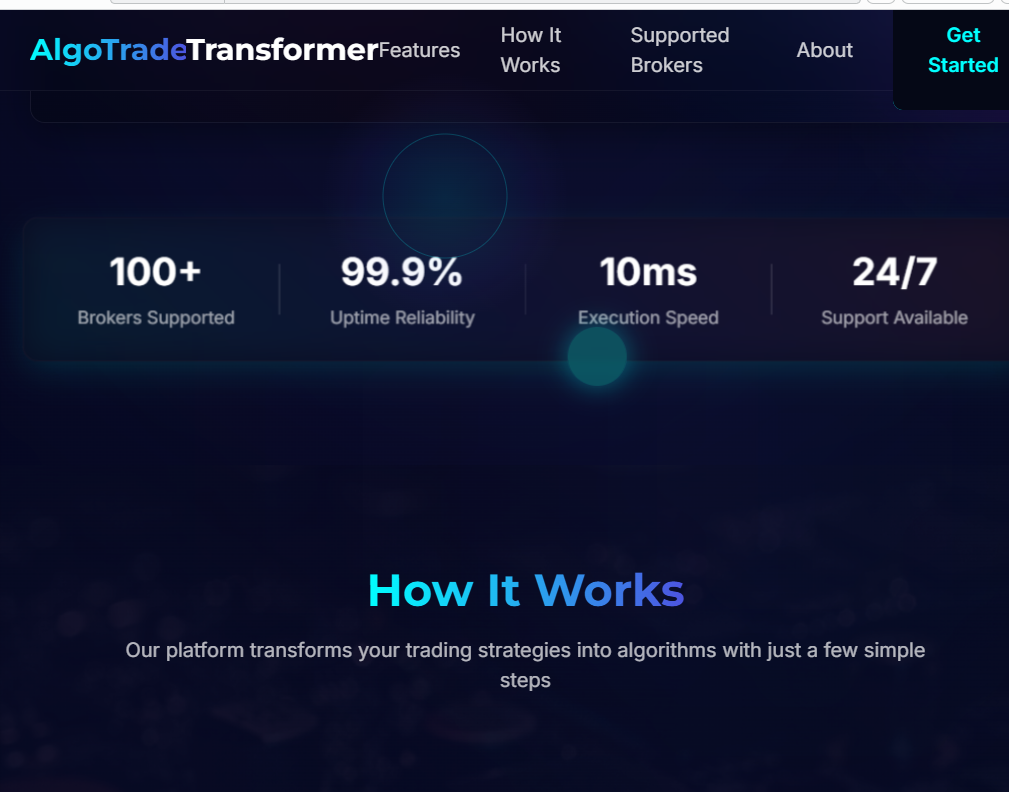 AlgoTradeTransformer
Features
How It
Works
Supported
Brokers
About
Get
Started
100+
Brokers Supported
99.9%
Uptime Reliability
10ms
Execution Speed
24/7
Support Available
How It Works
Our platform transforms your trading strategies into algorithms with just a few simple
steps